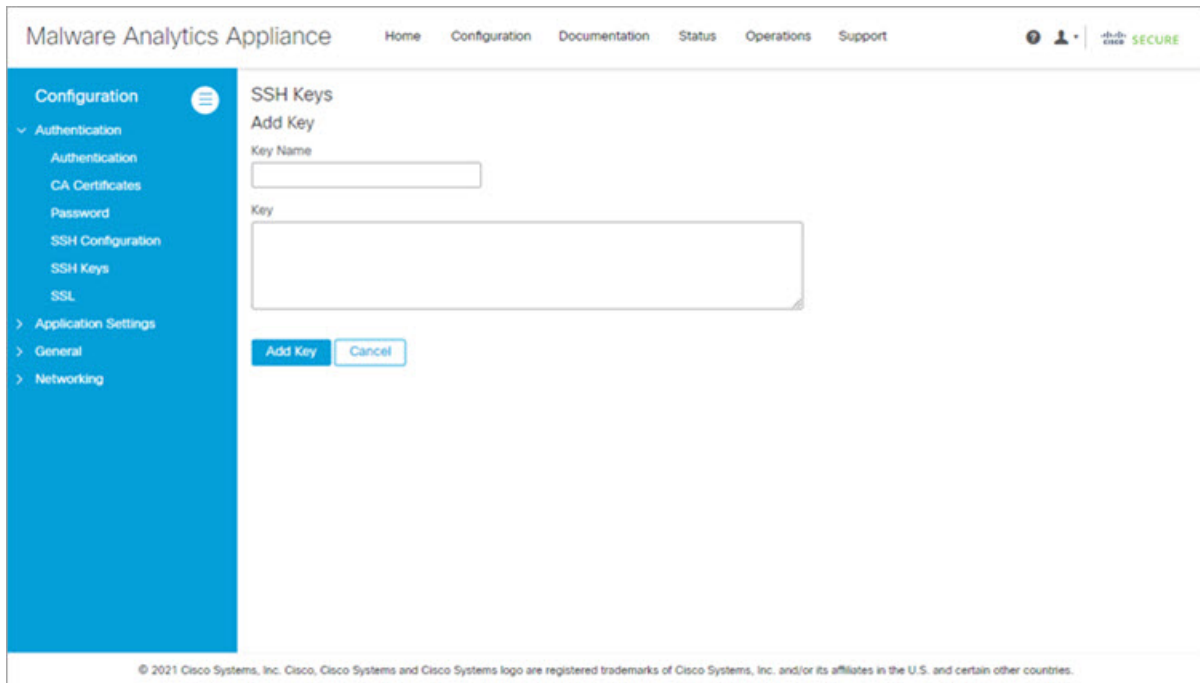 Malware Analytics Appliance
Home Configuration Documentation Status Operations Support
CISCO SECURE
Configuration
Authentication
Authentication
CA Certificates
Password
SSH Configuration
SSH Keys
SSL
Application Settings
General
Networking
SSH Keys
Add Key
Key Name
Key
Add Key Cancel
© 2021 Cisco Systems, Inc. Cisco, Cisco Systems and Cisco Systems logo are registered trademarks of Cisco Systems, Inc. and/or its affiliates in the U.S. and certain other countries.